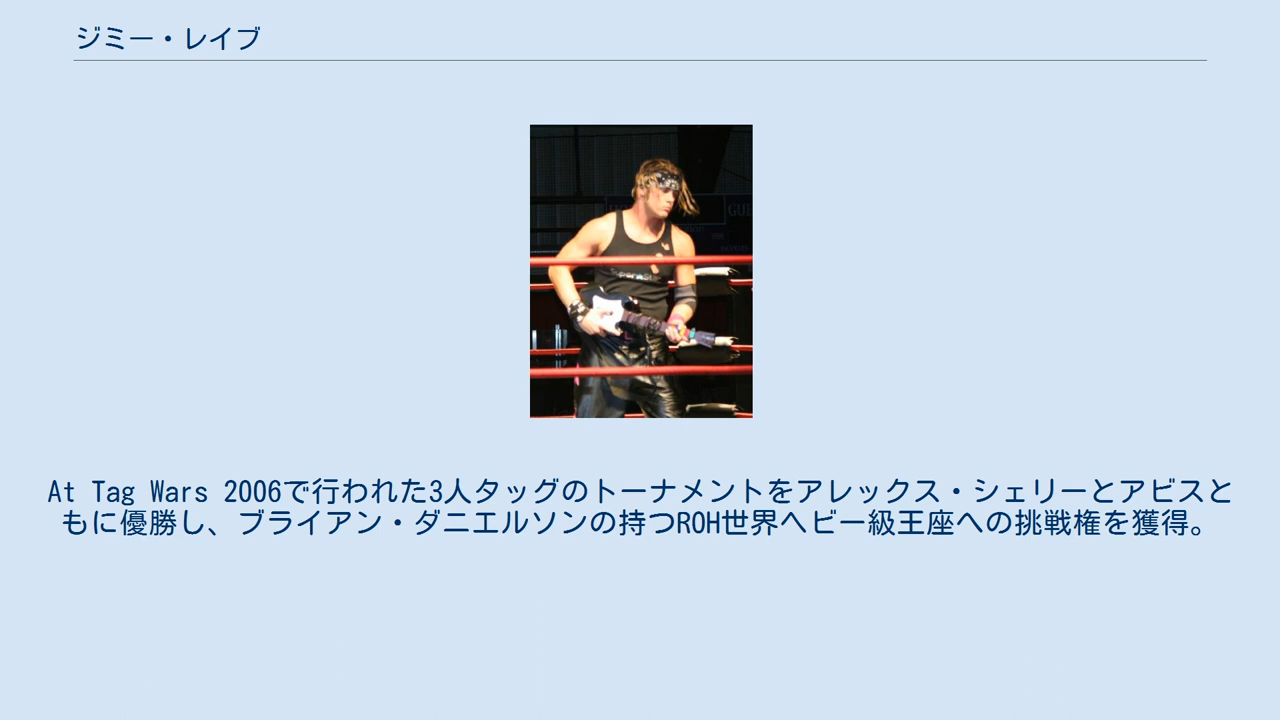 ジミー・レイブ
At Tag Wars 2006で行われた3人タッグのトーナメントをアレックス・シェリーとアビスと
もに優勝し、ブライアン・ダニエルソンの持つROH世界ヘビー級王座への挑戦権を獲得。